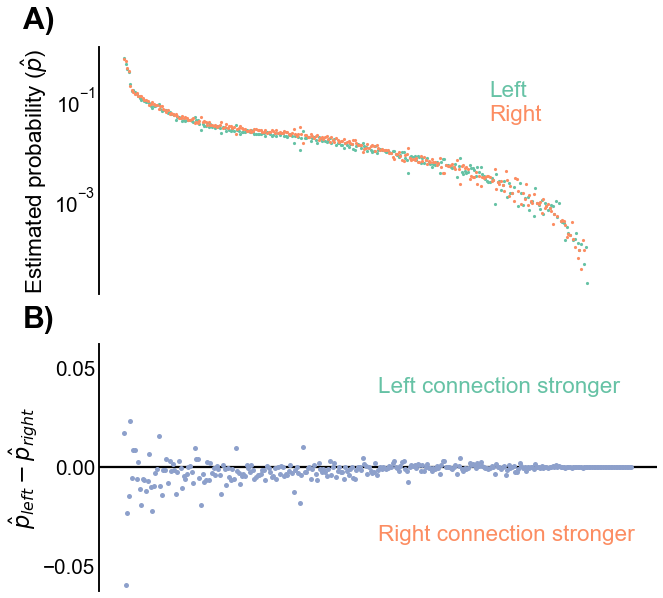 A)
Estimated probability (p̂)
10⁻¹
10⁻³
Left
Right
B)
p̂_left − p̂_right
0.05
0.00
−0.05
Left connection stronger
Right connection stronger